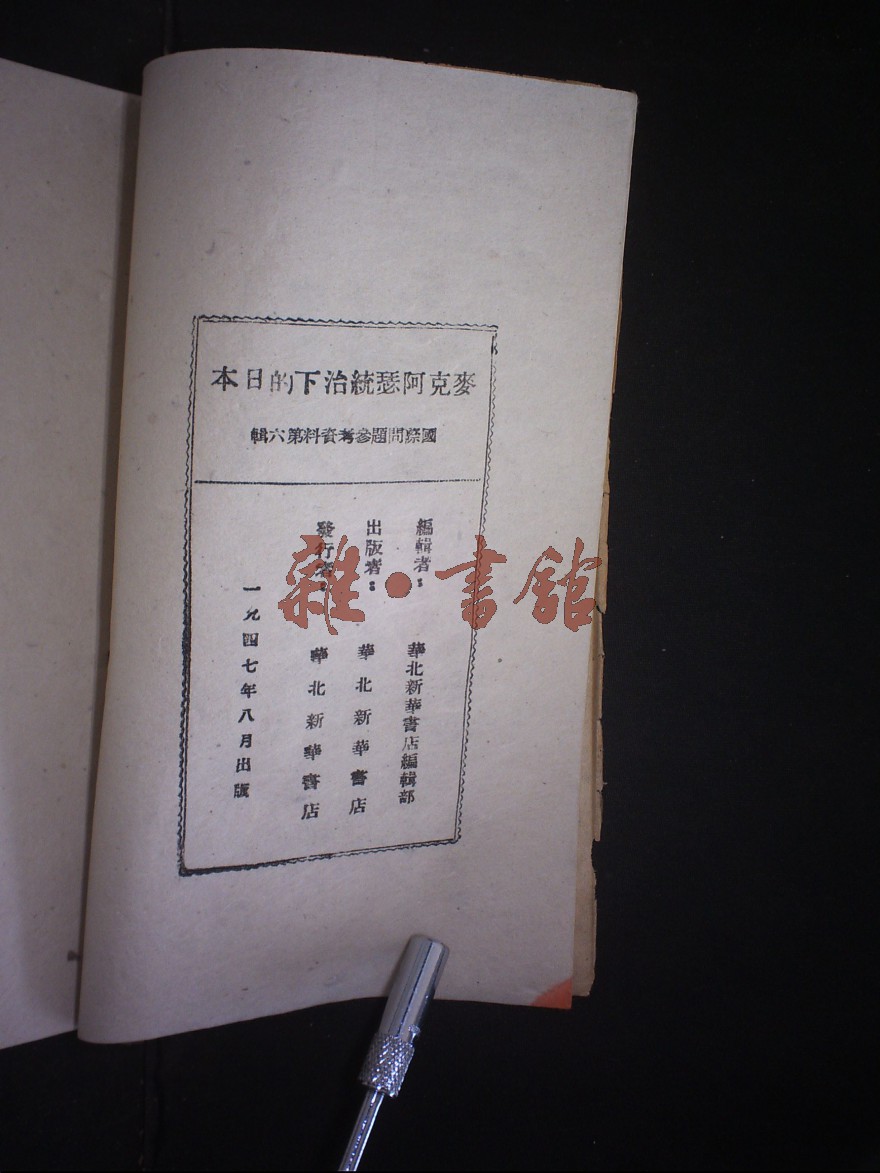 麥克阿瑟統治下的日本
國際問題參考資料第六輯
編輯者：華北新華書店編輯部
出版者：華北新華書店
發行者：華北新華書店
一九四七年八月出版
雜·書館